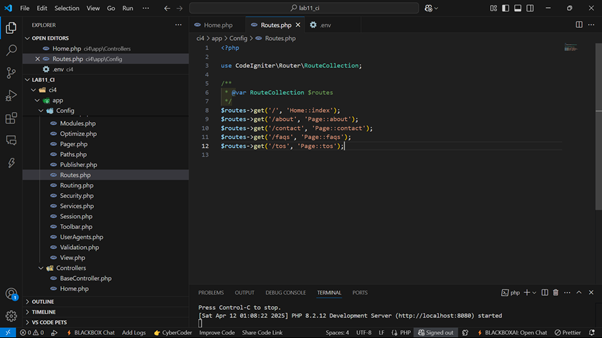 File Edit Selection View Go Run ···
lab11_ci
EXPLORER ···
Home.php Routes.php × .env
ci4 > app > Config > Routes.php
OPEN EDITORS
Home.php ci4\app\Controllers
× Routes.php ci4\app\Config
.env ci4
LAB11_CI
ci4
app
Config
Modules.php
Optimize.php
Pager.php
Paths.php
Publisher.php
Routes.php
Routing.php
Security.php
Services.php
Session.php
Toolbar.php
UserAgents.php
Validation.php
View.php
Controllers
BaseController.php
Home.php
OUTLINE
TIMELINE
VS CODE PETS
1 <?php
2
3 use CodeIgniter\Router\RouteCollection;
4
5 /**
6 * @var RouteCollection $routes
7 */
8 $routes->get('/', 'Home::index');
9 $routes->get('/about', 'Page::about');
10 $routes->get('/contact', 'Page::contact');
11 $routes->get('/faqs', 'Page::faqs');
12 $routes->get('/tos', 'Page::tos');
13
PROBLEMS OUTPUT DEBUG CONSOLE TERMINAL PORTS php
Press Control-C to stop.
[Sat Apr 12 01:08:22 2025] PHP 8.2.12 Development Server (http://localhost:8080) started
1
0 0 BLACKBOX Chat Add Logs CyberCoder Improve Code Share Code Link Spaces: 4 UTF-8 LF PHP Signed out BLACKBOXAI: Open Chat Prettier